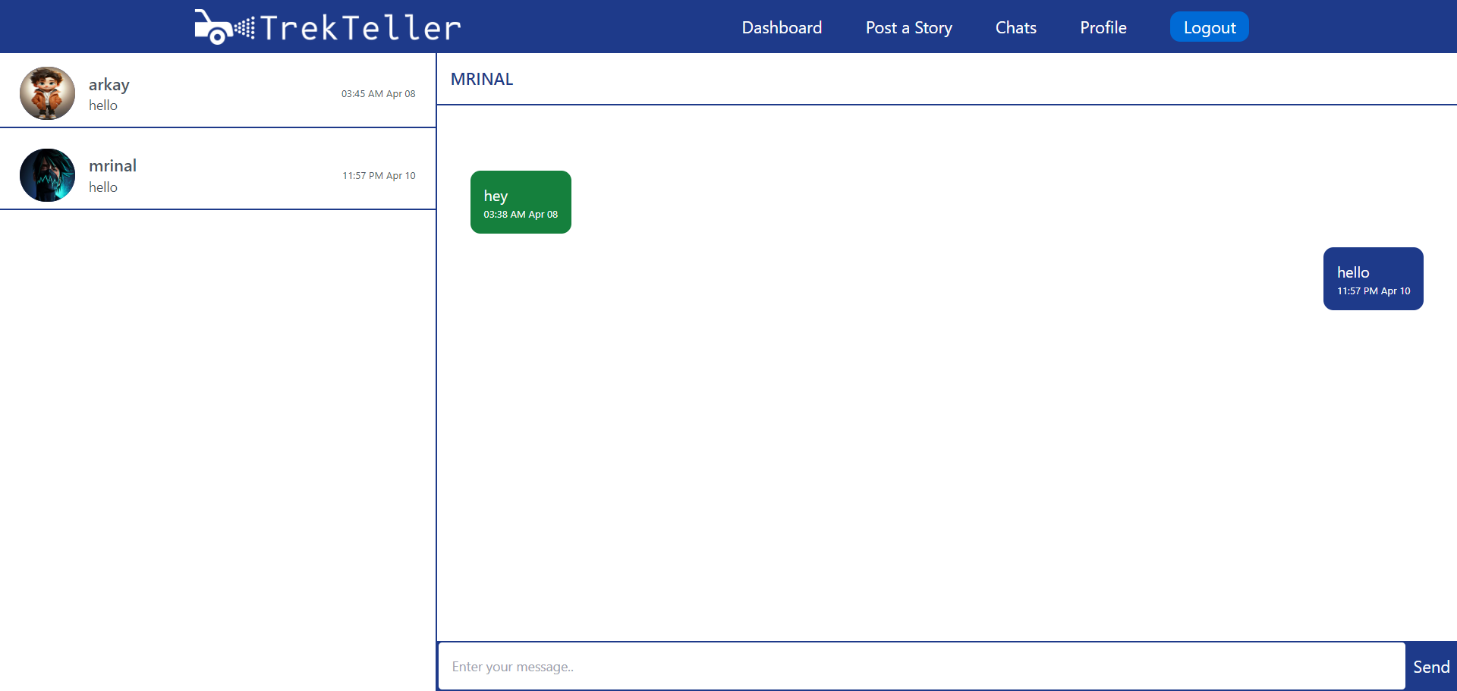 TrekTeller
Dashboard
Post a Story
Chats
Profile
Logout
arkay
hello
03:45 AM Apr 08
mrinal
hello
11:57 PM Apr 10
MRINAL
hey
03:38 AM Apr 08
hello
11:57 PM Apr 10
Enter your message..
Send